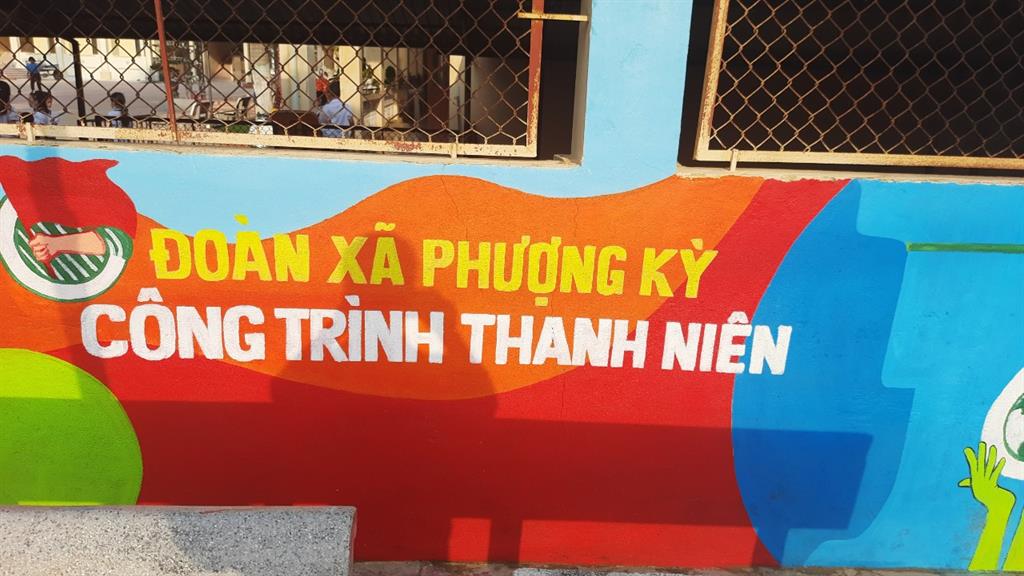 ĐOÀN XÃ PHƯỢNG KỲ
CÔNG TRÌNH THANH NIÊN